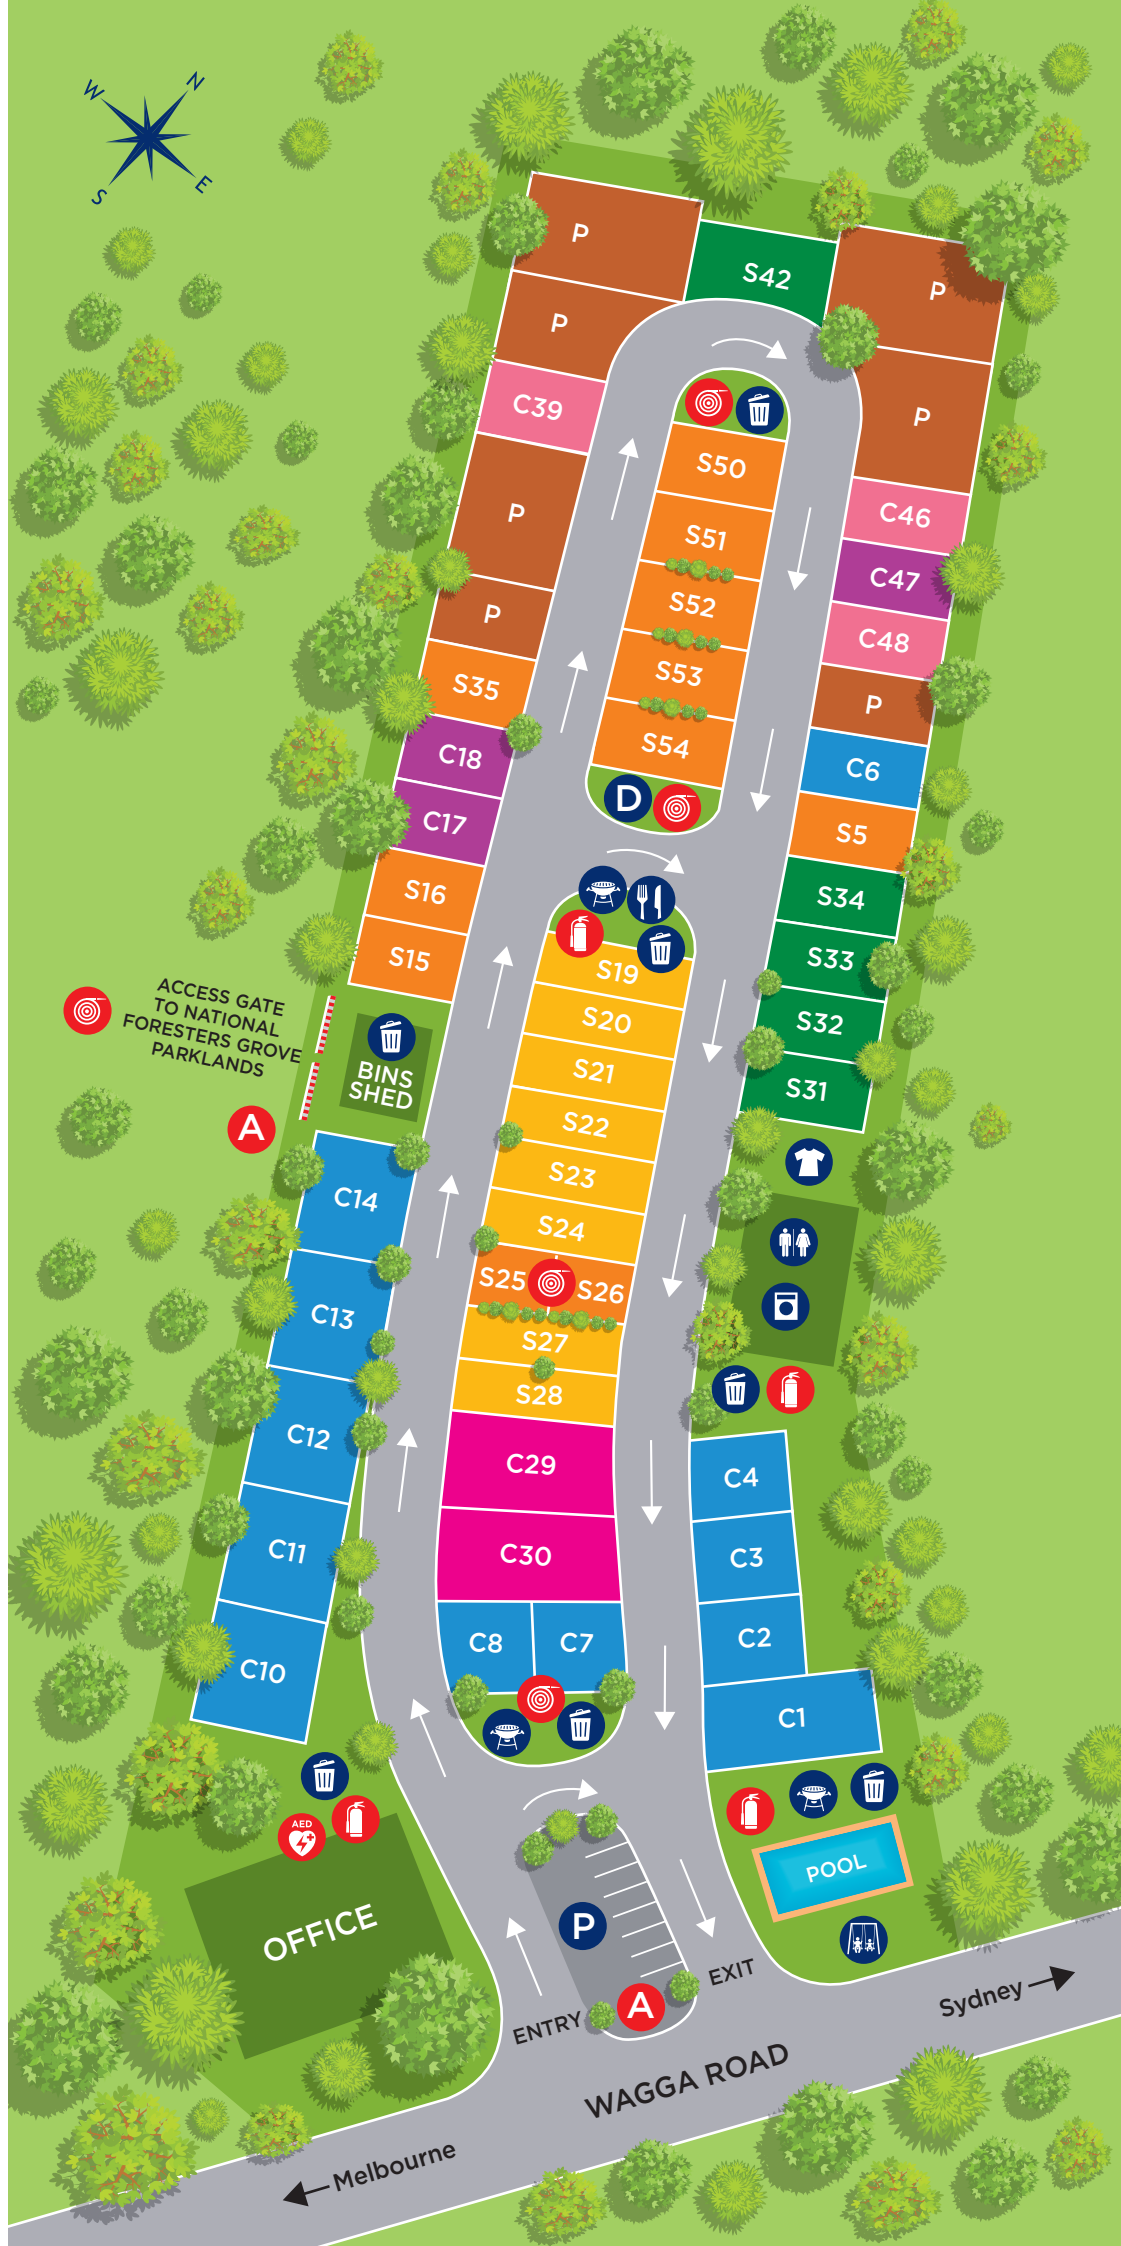 N
W
E
S
P
S42
P
P
C39
P
S50
P
C46
S51
P
C47
S52
P
C48
S53
S35
P
S54
C18
C6
D
C17
S5
S16
S34
S15
S19
S33
ACCESS GATE
TO NATIONAL
FORESTERS GROVE
PARKLANDS
S20
S32
BINS
SHED
S21
S31
A
S22
S23
C14
S24
S25
S26
C13
S27
S28
C12
C29
C4
C11
C30
C3
C10
C8
C7
C2
C1
AED
POOL
OFFICE
P
EXIT
A
ENTRY
Sydney
WAGGA ROAD
Melbourne